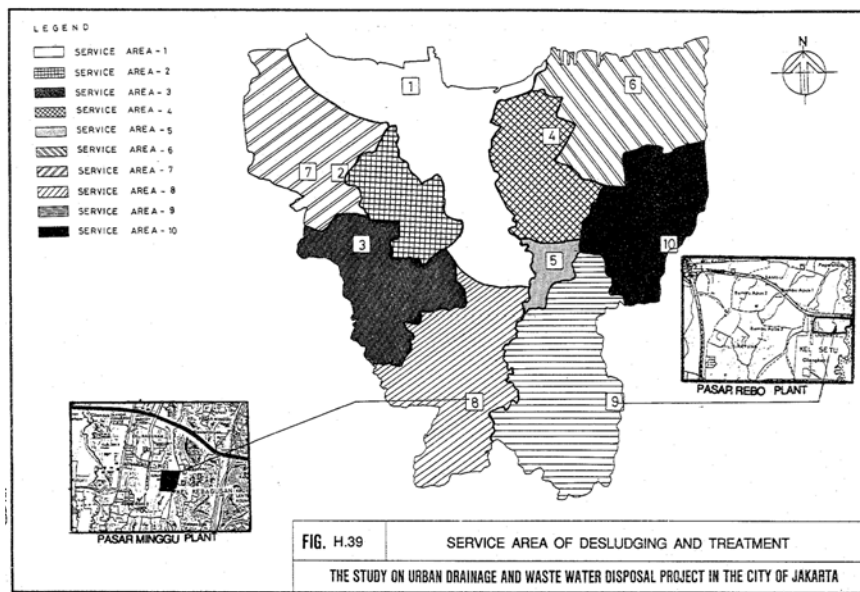 LEGEND
SERVICE AREA - 1
SERVICE AREA - 2
SERVICE AREA - 3
SERVICE AREA - 4
SERVICE AREA - 5
SERVICE AREA - 6
SERVICE AREA - 7
SERVICE AREA - 8
SERVICE AREA - 9
SERVICE AREA - 10
N
1
6
4
7
2
3
10
5
8
9
KEL SETU
PASAR REBO PLANT
PASAR MINGGU PLANT
FIG. H.39
SERVICE AREA OF DESLUDGING AND TREATMENT
THE STUDY ON URBAN DRAINAGE AND WASTE WATER DISPOSAL PROJECT IN THE CITY OF JAKARTA